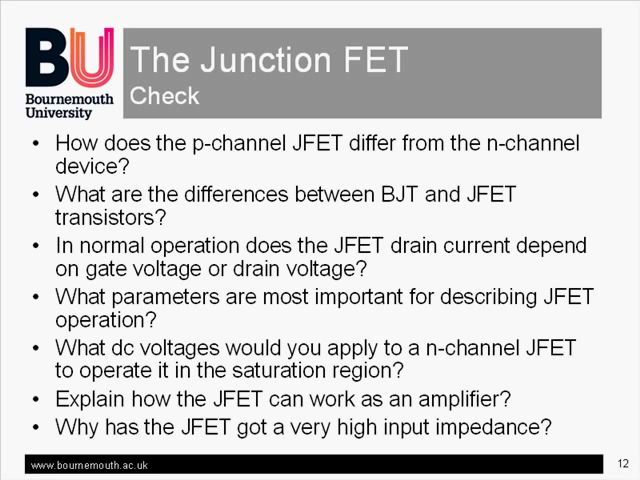 BU
Bournemouth
University
The Junction FET
Check
• How does the p-channel JFET differ from the n-channel
device?
• What are the differences between BJT and JFET
transistors?
• In normal operation does the JFET drain current depend
on gate voltage or drain voltage?
• What parameters are most important for describing JFET
operation?
• What dc voltages would you apply to a n-channel JFET
to operate it in the saturation region?
• Explain how the JFET can work as an amplifier?
• Why has the JFET got a very high input impedance?
www.bournemouth.ac.uk
12